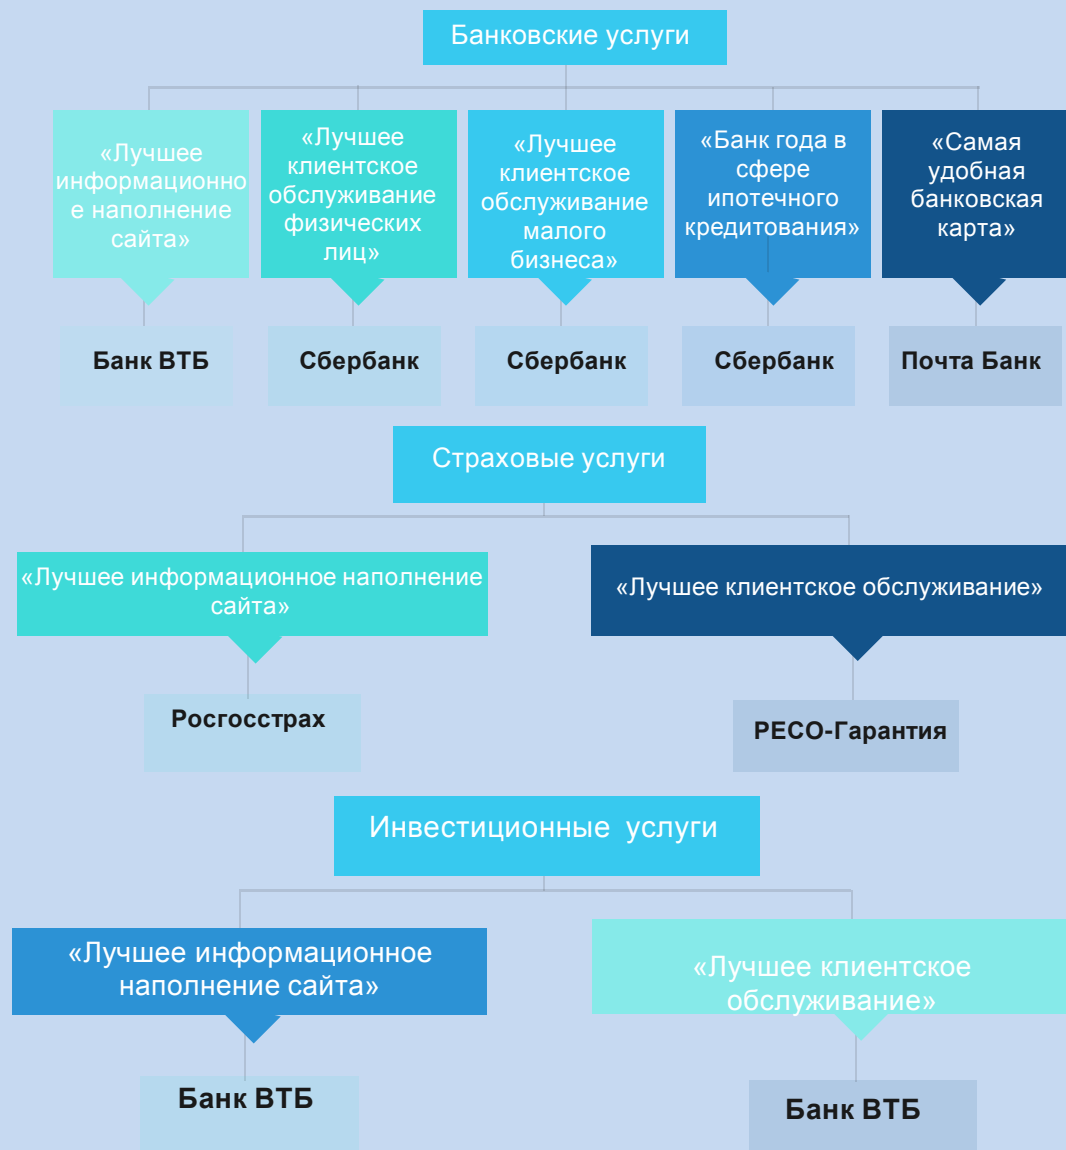 Банковские услуги
«Лучшее
информационно
е наполнение
сайта»
«Лучшее
клиентское
обслуживание
физических
лиц»
«Лучшее
клиентское
обслуживание
малого
бизнеса»
«Банк года в
сфере
ипотечного
кредитования»
«Самая
удобная
банковская
карта»
Банк ВТБ
Сбербанк
Сбербанк
Сбербанк
Почта Банк
Страховые услуги
«Лучшее информационное наполнение
сайта»
«Лучшее клиентское обслуживание»
Росгосстрах
РЕСО-Гарантия
Инвестиционные услуги
«Лучшее информационное
наполнение сайта»
«Лучшее клиентское
обслуживание»
Банк ВТБ
Банк ВТБ